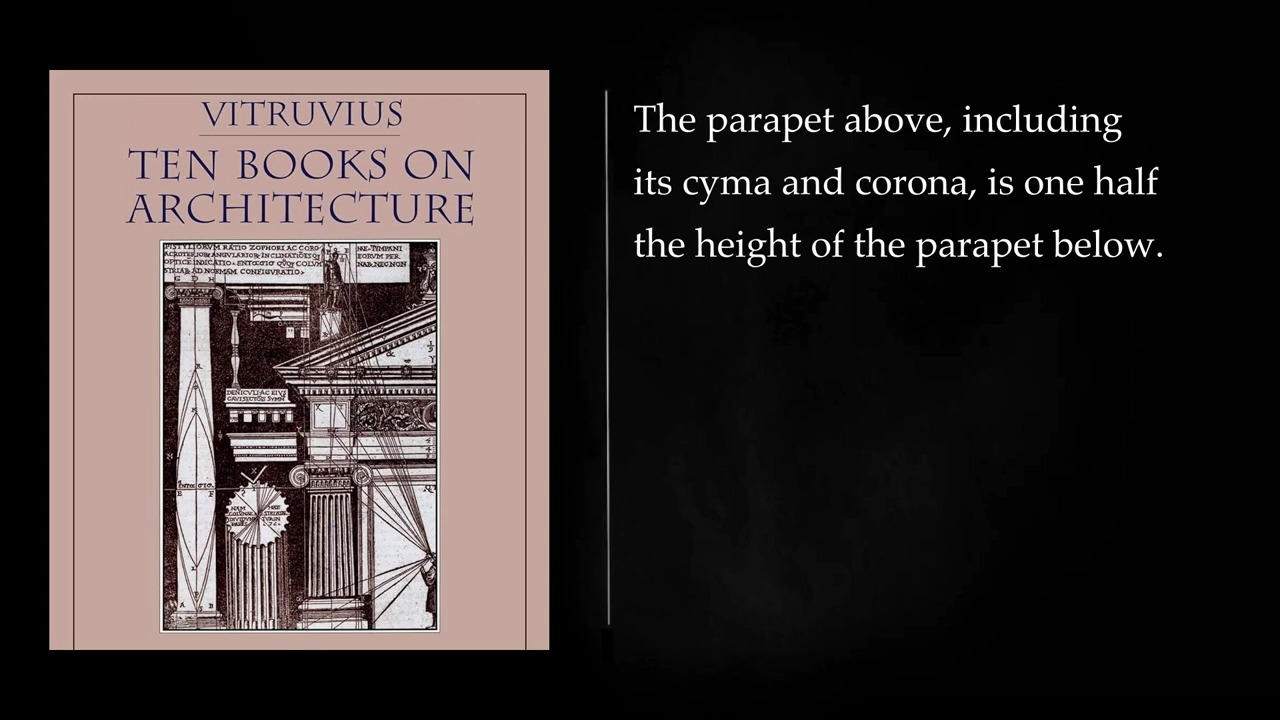 VITRUVIUS
TEN BOOKS ON
ARCHITECTURE
The parapet above, including
its cyma and corona, is one half
the height of the parapet below.